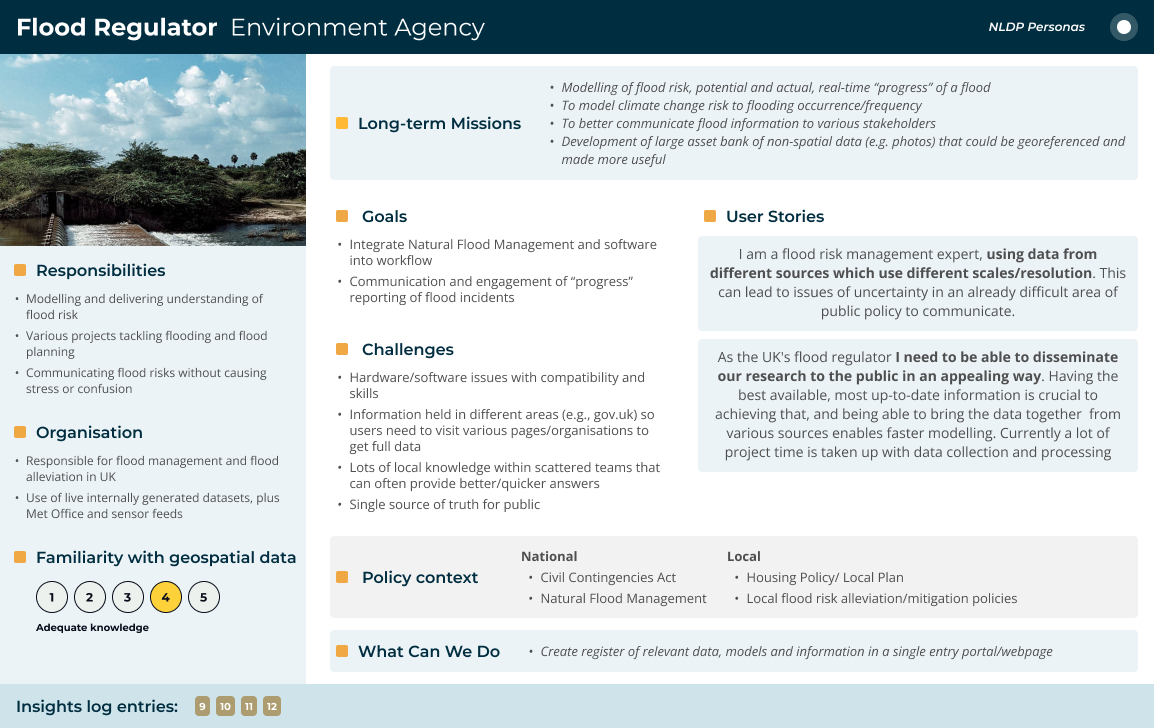 Flood Regulator Environment Agency
NLDP Personas
Long-term Missions
• Modelling of flood risk, potential and actual, real-time “progress” of a flood
• To model climate change risk to flooding occurrence/frequency
• To better communicate flood information to various stakeholders
• Development of large asset bank of non-spatial data (e.g. photos) that could be georeferenced and
made more useful
Responsibilities
• Modelling and delivering understanding of
flood risk
• Various projects tackling flooding and flood
planning
• Communicating flood risks without causing
stress or confusion
Organisation
• Responsible for flood management and flood
alleviation in UK
• Use of live internally generated datasets, plus
Met Office and sensor feeds
Familiarity with geospatial data
1 2 3 4 5
Adequate knowledge
Goals
• Integrate Natural Flood Management and software
into workflow
• Communication and engagement of “progress”
reporting of flood incidents
Challenges
• Hardware/software issues with compatibility and
skills
• Information held in different areas (e.g., gov.uk) so
users need to visit various pages/organisations to
get full data
• Lots of local knowledge within scattered teams that
can often provide better/quicker answers
• Single source of truth for public
User Stories
I am a flood risk management expert, using data from
different sources which use different scales/resolution. This
can lead to issues of uncertainty in an already difficult area of
public policy to communicate.
As the UK's flood regulator I need to be able to disseminate
our research to the public in an appealing way. Having the
best available, most up-to-date information is crucial to
achieving that, and being able to bring the data together from
various sources enables faster modelling. Currently a lot of
project time is taken up with data collection and processing
Policy context
National
• Civil Contingencies Act
• Natural Flood Management
Local
• Housing Policy/ Local Plan
• Local flood risk alleviation/mitigation policies
What Can We Do
• Create register of relevant data, models and information in a single entry portal/webpage
Insights log entries: 9 10 11 12